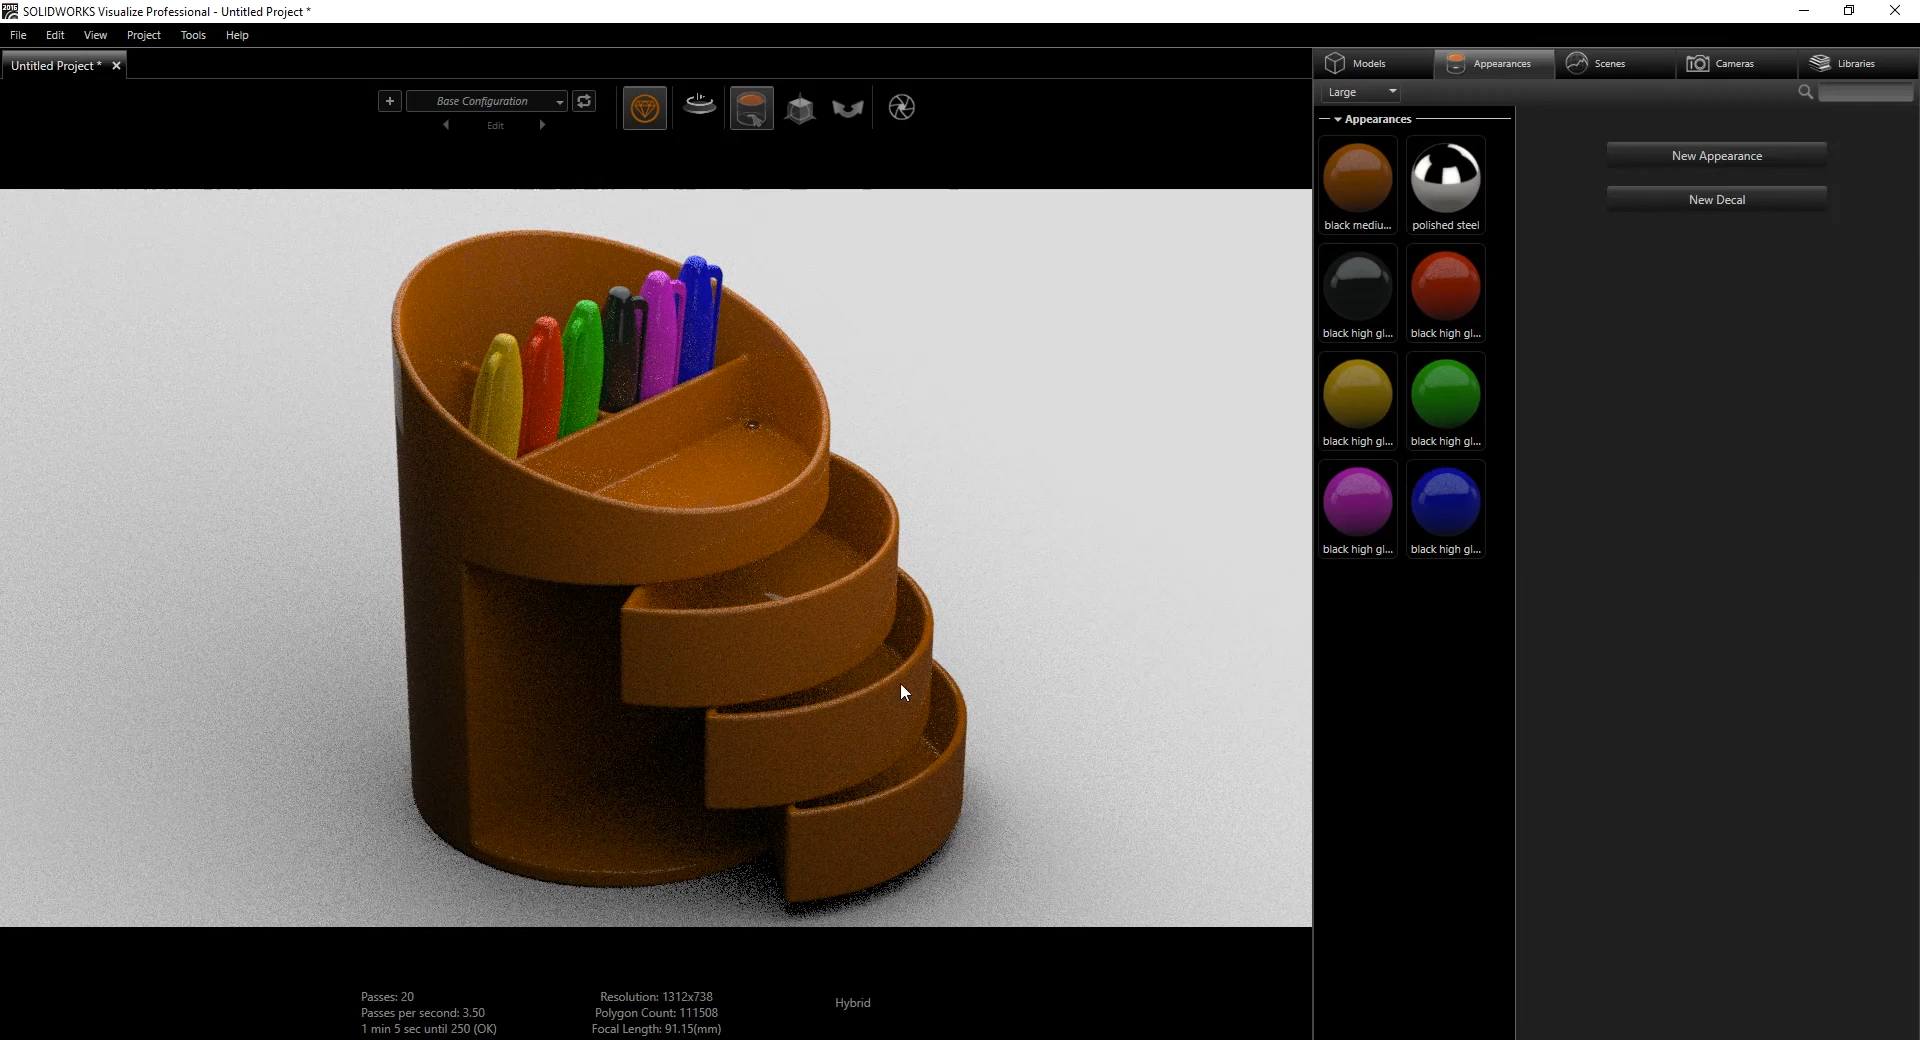 SOLIDWORKS Visualize Professional - Untitled Project *
File Edit View Project Tools Help
Untitled Project *
Models Appearances Scenes Cameras Libraries
Base Configuration
Edit
Large
Appearances
New Appearance
New Decal
black mediu... polished steel
black high gl... black high gl...
black high gl... black high gl...
black high gl... black high gl...
Passes: 20
Passes per second: 3.50
1 min 5 sec until 250 (OK)
Resolution: 1312x738
Polygon Count: 111508
Focal Length: 91.15(mm)
Hybrid